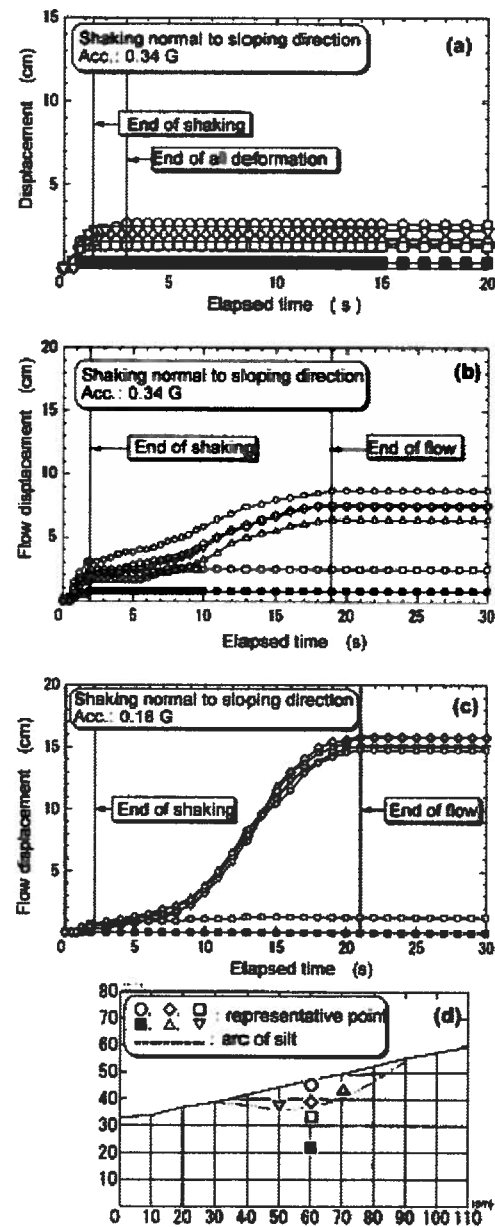 15
Shaking normal to sloping direction
Acc.: 0.34 G
(a)
10
End of shaking
End of all deformation
5
Displacement (cm)
0
5
10
15
20
Elapsed time (s)
20
Shaking normal to sloping direction
Acc.: 0.34 G
(b)
15
End of shaking
End of flow
10
5
Flow displacement (cm)
0
5
10
15
20
25
30
Elapsed time (s)
20
Shaking normal to sloping direction
Acc.: 0.18 G
(c)
15
End of shaking
End of flow
10
5
Flow displacement (cm)
0
5
10
15
20
25
30
Elapsed time (s)
80
: representative point
(d)
70
: arc of silt
60
50
40
30
20
10
0 10 20 30 40 50 60 70 80 90 100 110